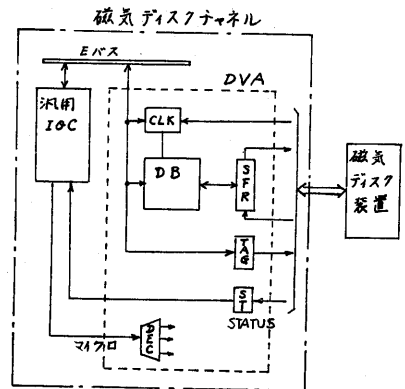 磁気ディスクチャネル
Eバス
DVA
汎用
IOC
CLK
DB
SFR
TAG
ST
STATUS
マイクロ
DEC
磁気
ディスク
装置